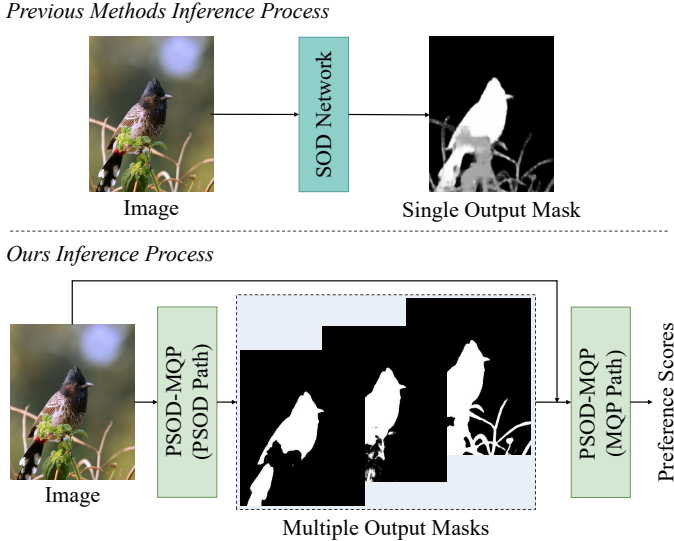 Previous Methods Inference Process
SOD Network
Image
Single Output Mask
Ours Inference Process
PSOD-MQP
(PSOD Path)
PSOD-MQP
(MQP Path)
Preference Scores
Image
Multiple Output Masks